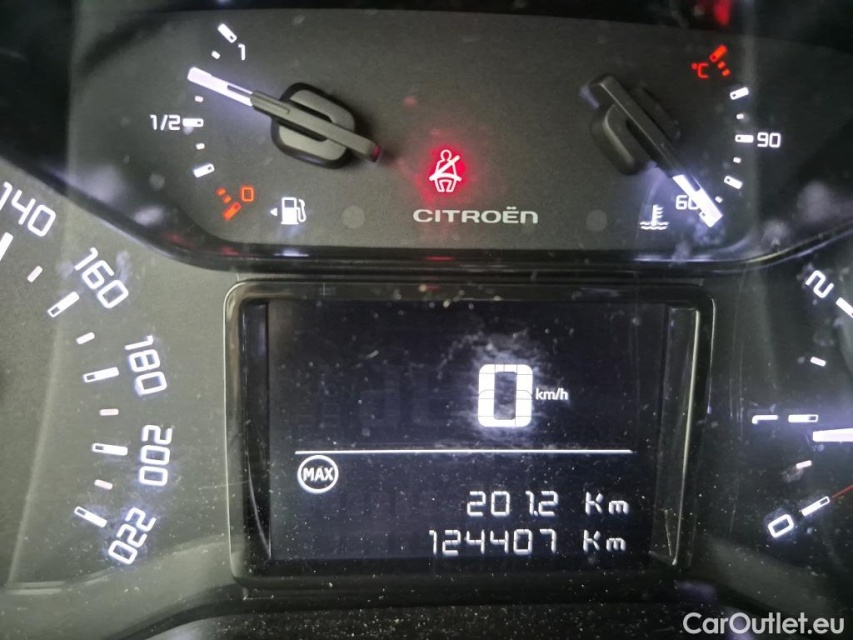 1
1/2
0
°C
90
60
CITROËN
140
160
180
200
220
0 km/h
MAX
201.2 Km
124407 Km
2
1
0
CarOutlet.eu